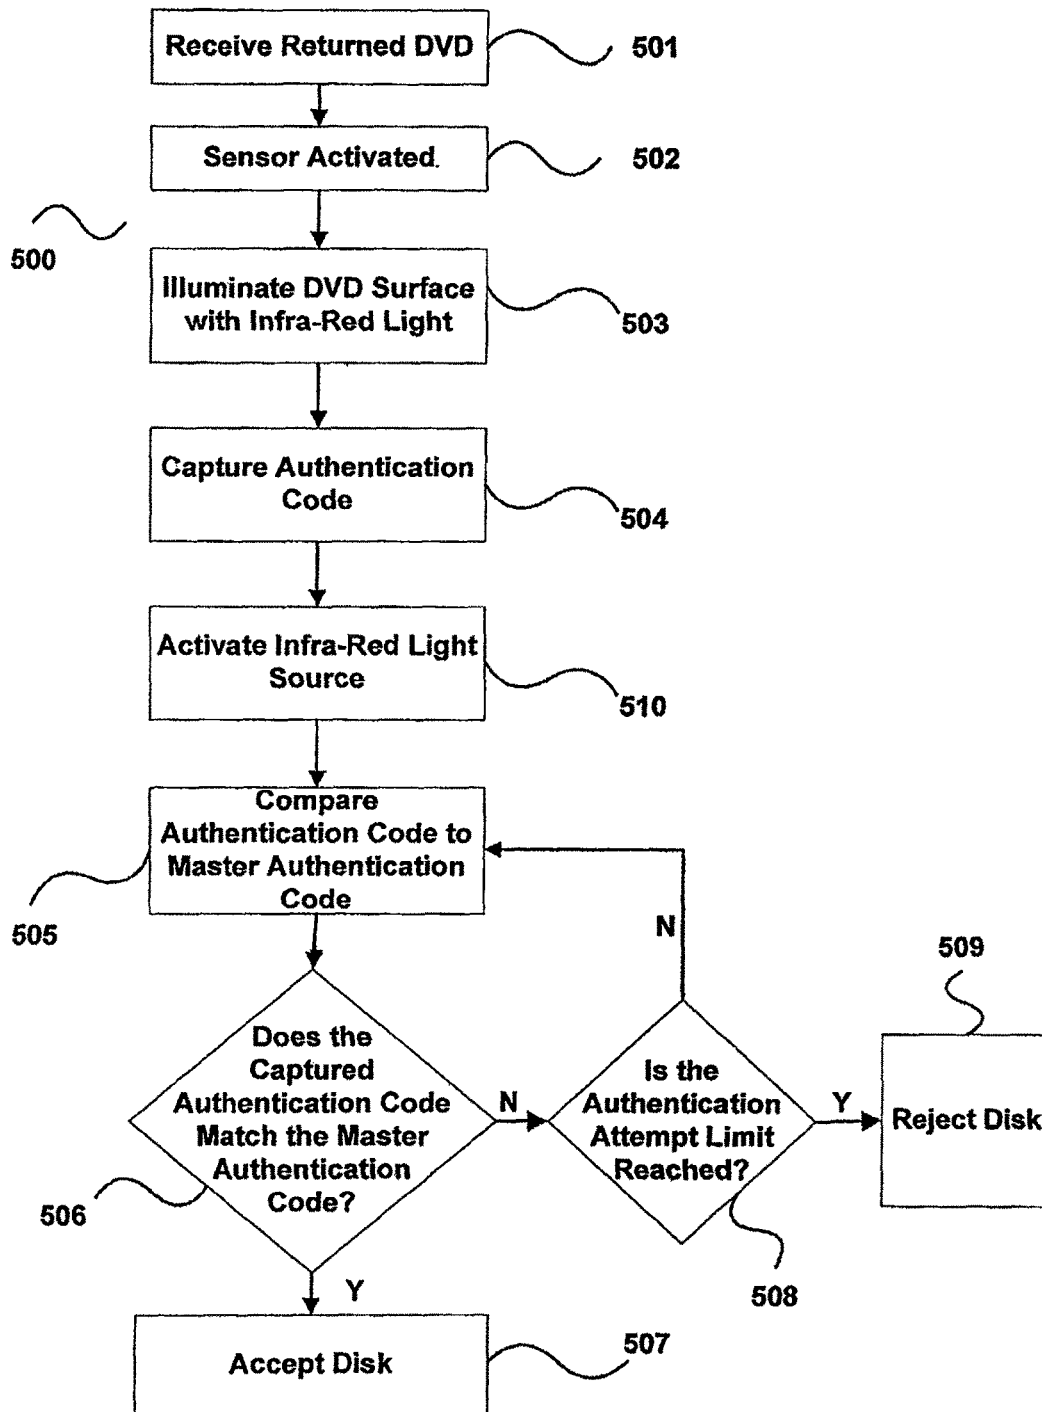 Receive Returned DVD
501
Sensor Activated.
502
500
Illuminate DVD Surface
with Infra-Red Light
503
Capture Authentication
Code
504
Activate Infra-Red Light
Source
510
Compare
Authentication Code to
Master Authentication
Code
505
N
509
Does the
Captured
Authentication Code
Match the Master
Authentication
Code?
506
N
Is the
Authentication
Attempt Limit
Reached?
508
Y
Reject Disk
Y
Accept Disk
507